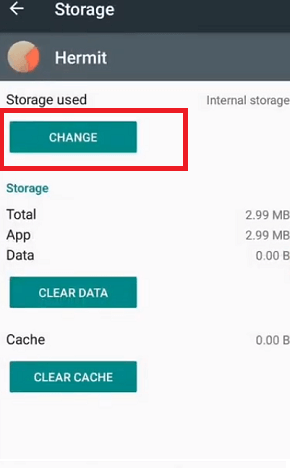 Storage
Hermit
Storage used Internal storage
CHANGE
Storage
Total 2.99 MB
App 2.99 MB
Data 0.00 B
CLEAR DATA
Cache 0.00 B
CLEAR CACHE